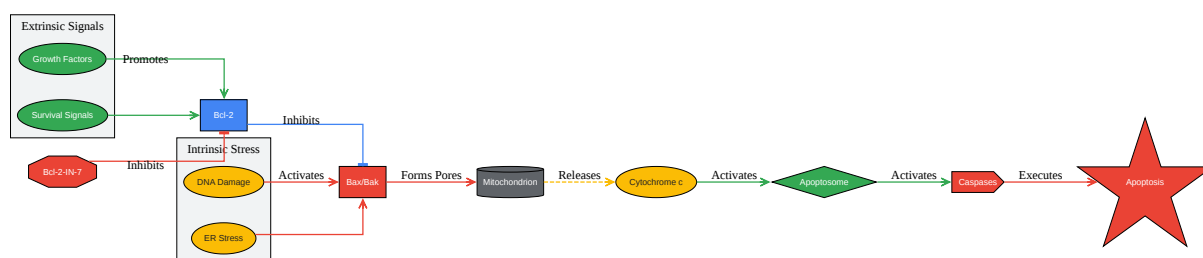 Extrinsic Signals
Growth Factors
Promotes
Survival Signals
Bcl-2
Inhibits
Bcl-2-IN-7
Inhibits
Intrinsic Stress
DNA Damage
Activates
Bax/Bak
Forms Pores
Mitochondrion
Releases
Cytochrome c
Activates
Apoptosome
Activates
Caspases
Executes
Apoptosis
ER Stress